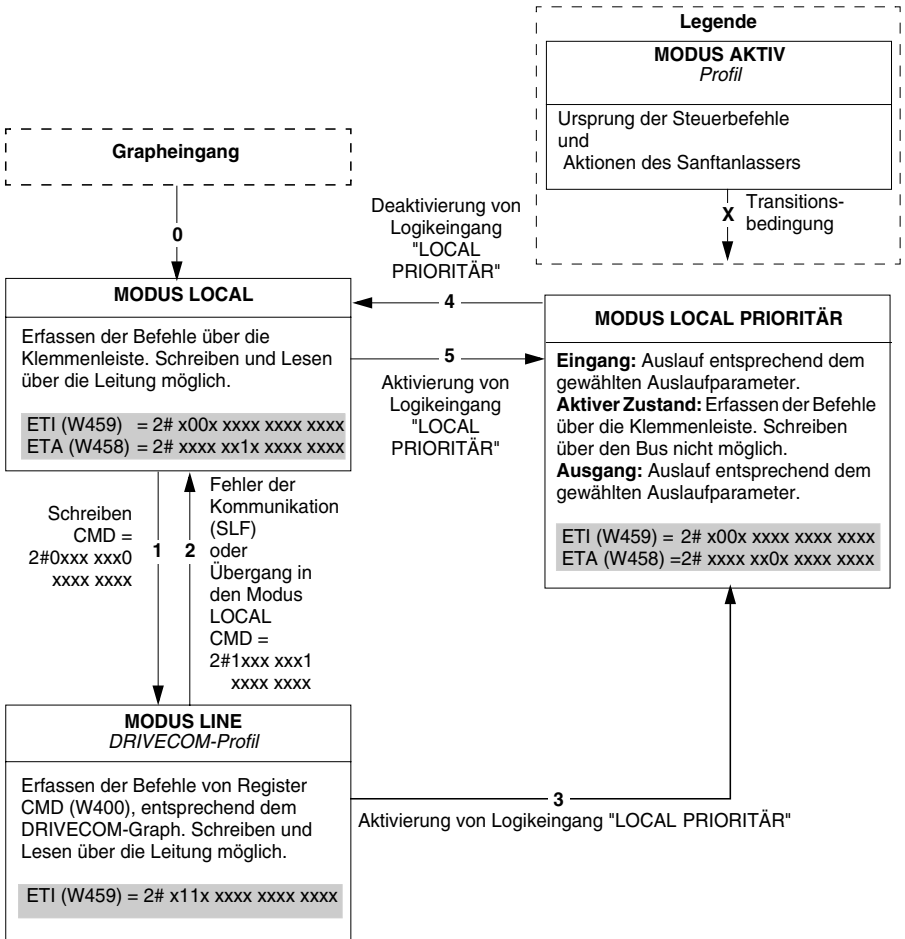 Legende
MODUS AKTIV
Profil
Ursprung der Steuerbefehle
und
Aktionen des Sanftanlassers
X
Transitions-
bedingung
Grapheingang
0
Deaktivierung von
Logikeingang
"LOCAL
PRIORITÄR"
4
MODUS LOCAL
Erfassen der Befehle über die
Klemmenleiste. Schreiben und Lesen
über die Leitung möglich.
ETI (W459) = 2# x00x xxxx xxxx xxxx
ETA (W458) = 2# xxxx xx1x xxxx xxxx
5
Aktivierung von
Logikeingang
"LOCAL
PRIORITÄR"
MODUS LOCAL PRIORITÄR
Eingang: Auslauf entsprechend dem
gewählten Auslaufparameter.
Aktiver Zustand: Erfassen der Befehle
über die Klemmenleiste. Schreiben
über den Bus nicht möglich.
Ausgang: Auslauf entsprechend dem
gewählten Auslaufparameter.
ETI (W459) = 2# x00x xxxx xxxx xxxx
ETA (W458) =2# xxxx xx0x xxxx xxxx
Schreiben
CMD =
2#0xxx xxx0
xxxx xxxx
1
2
Fehler der
Kommunikation
(SLF)
oder
Übergang in
den Modus
LOCAL
CMD =
2#1xxx xxx1
xxxx xxxx
MODUS LINE
DRIVECOM-Profil
Erfassen der Befehle von Register
CMD (W400), entsprechend dem
DRIVECOM-Graph. Schreiben und
Lesen über die Leitung möglich.
ETI (W459) = 2# x11x xxxx xxxx xxxx
3
Aktivierung von Logikeingang "LOCAL PRIORITÄR"